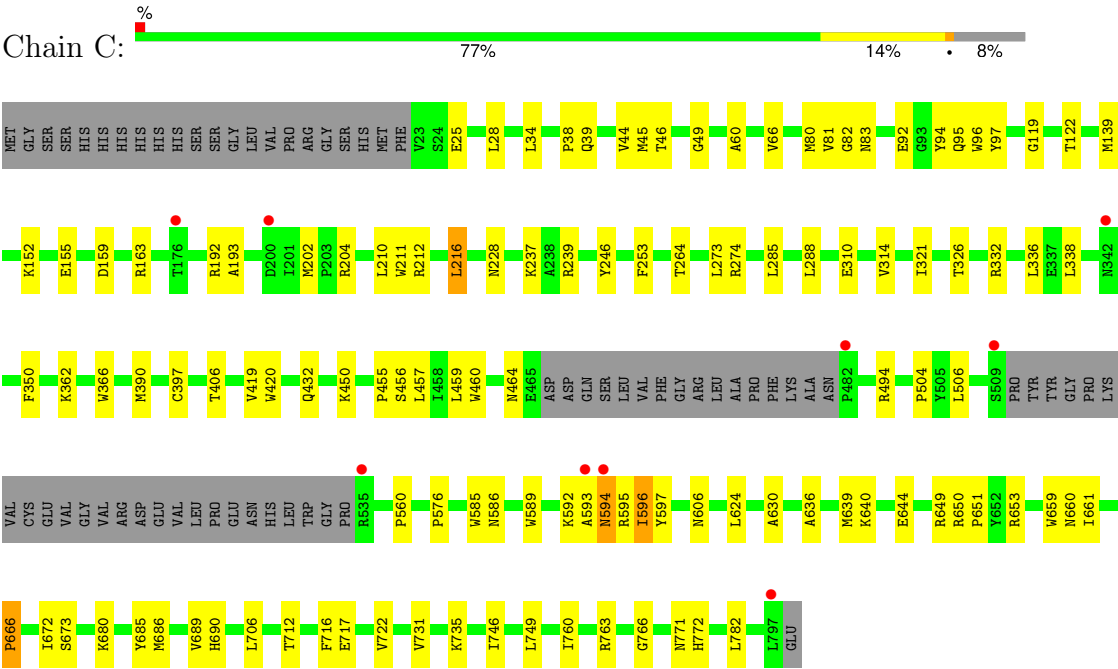 %
Chain C:
77% 14% • 8%
MET GLY SER SER HIS HIS HIS HIS HIS HIS SER SER GLY LEU VAL PRO ARG GLY SER HIS MET PHE V23 S24 E25 L28 L34 P38 Q39 V44 M45 T46 G49 A60 V66 M80 V81 G82 N83 E92 G93 Y94 Q95 W96 Y97 G119 T122 M139
K152 E155 D159 R163 T176 R192 A193 D200 I201 M202 P203 R204 L210 W211 R212 L216 N228 K237 A238 R239 Y246 F253 T264 L273 R274 L285 L288 E310 V314 I321 T326 R332 L336 E337 L338 N342
F350 K362 W366 M390 C397 T406 V419 W420 Q432 K450 P455 S456 L457 I458 L459 W460 N464 E465 ASP ASP GLN SER LEU VAL PHE GLY ARG LEU ALA PRO PHE LYS ALA ASN P482 R494 P504 Y505 L506 S509 PRO TYR TYR GLY PRO LYS
VAL CYS GLU VAL GLY VAL ARG ASP GLU VAL LEU PRO GLU ASN HIS LEU TRP GLY PRO R535 P560 P576 W585 N586 W589 K592 A593 N594 R595 I596 Y597 N606 L624 A630 A636 M639 K640 E644 R649 R650 P651 Y652 R653 W659 N660 I661
P666 I672 S673 K680 Y685 M686 V689 H690 L706 T712 F716 E717 V722 V731 K735 I746 L749 I760 R763 G766 N771 H772 L782 L797 GLU